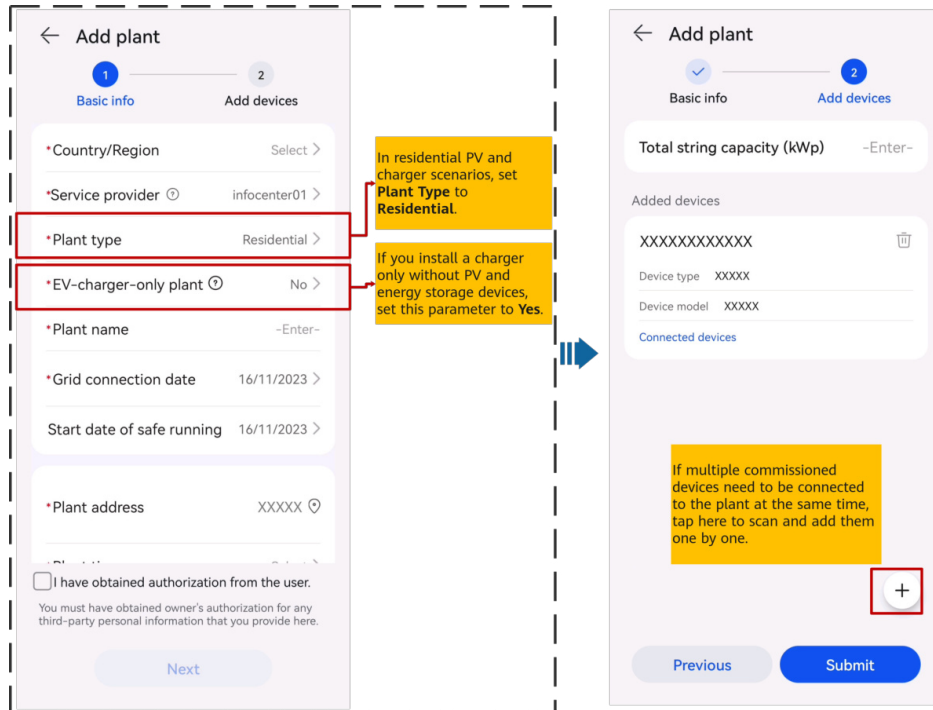 Add plant
1
2
Basic info
Add devices
*Country/Region
Select >
*Service provider ?
infocenter01 >
*Plant type
Residential >
*EV-charger-only plant ?
No >
*Plant name
-Enter-
*Grid connection date
16/11/2023 >
Start date of safe running
16/11/2023 >
*Plant address
XXXXX
I have obtained authorization from the user.
You must have obtained owner's authorization for any
third-party personal information that you provide here.
Next
In residential PV and
charger scenarios, set
Plant Type to
Residential.
If you install a charger
only without PV and
energy storage devices,
set this parameter to Yes.
Add plant
2
Basic info
Add devices
Total string capacity (kWp)
-Enter-
Added devices
XXXXXXXXXXXX
Device type XXXXX
Device model XXXXX
Connected devices
If multiple commissioned
devices need to be connected
to the plant at the same time,
tap here to scan and add them
one by one.
+
Previous
Submit